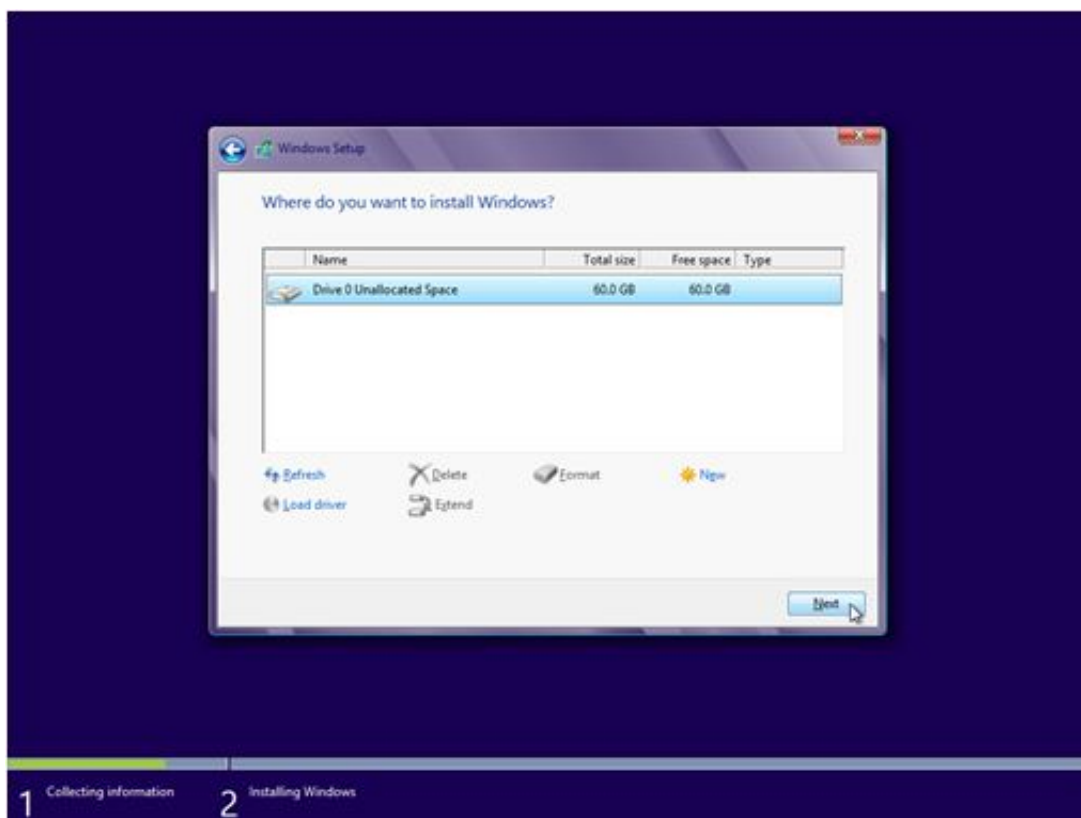 Windows Setup
Where do you want to install Windows?
Name Total size Free space Type
Drive 0 Unallocated Space 60.0 GB 60.0 GB
Refresh Delete Format New
Load driver Extend
Next
1 Collecting information 2 Installing Windows